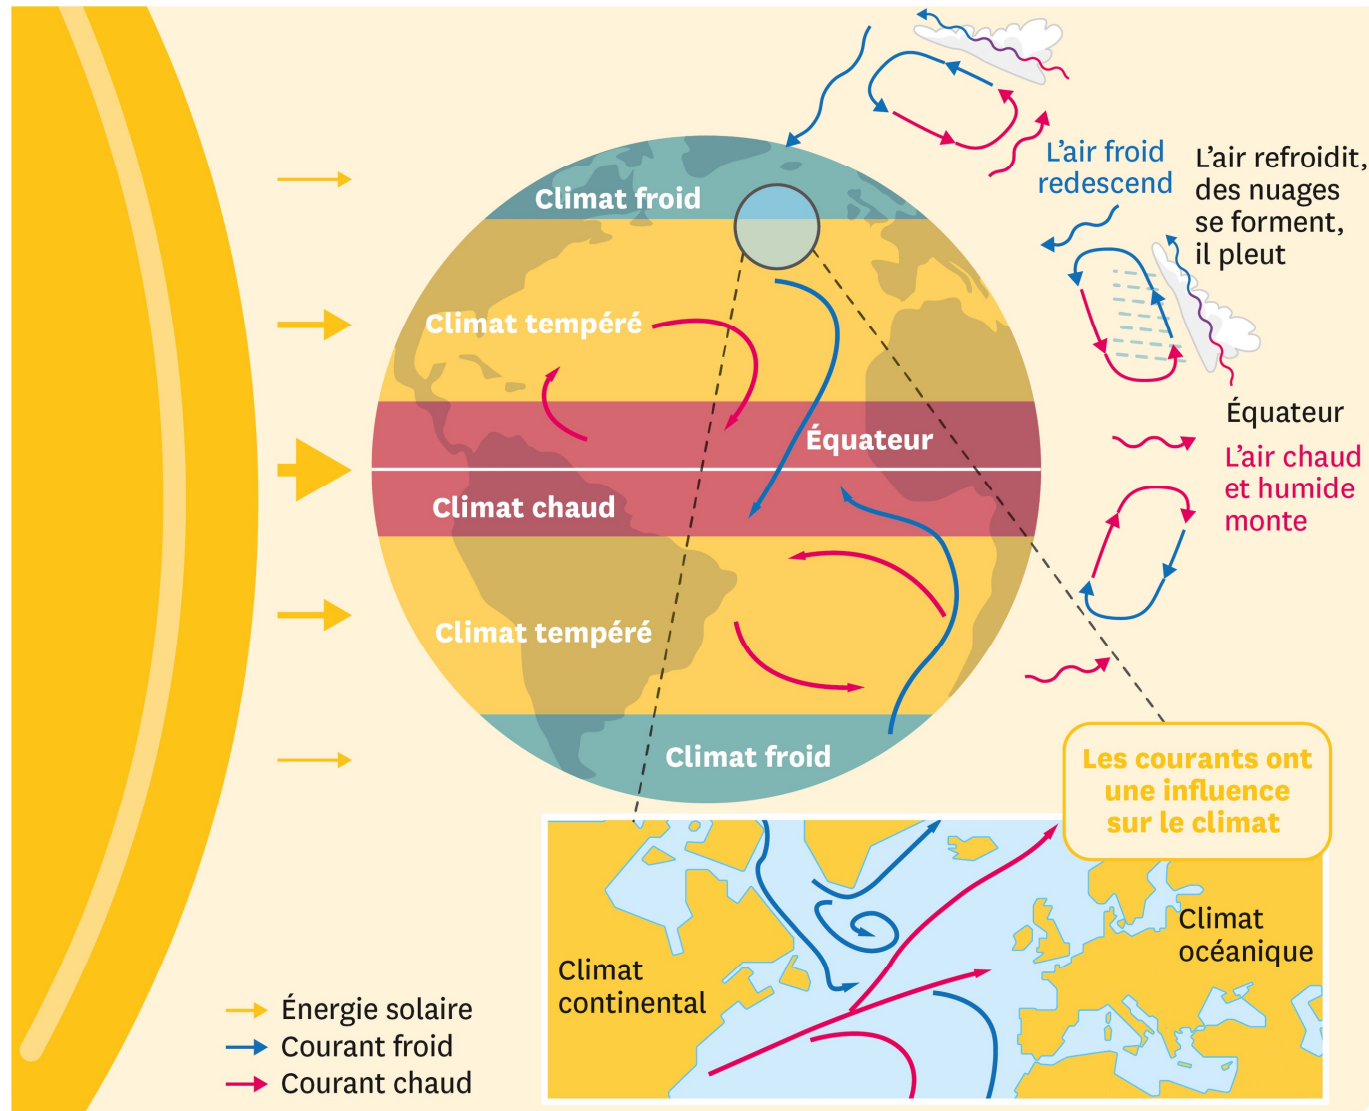 Climat froid
L'air froid
redescend
L'air refroidit,
des nuages
se forment,
il pleut
Climat tempéré
Équateur
Équateur
L'air chaud
et humide
monte
Climat chaud
Climat tempéré
Climat froid
Les courants ont
une influence
sur le climat
Climat
continental
Climat
océanique
Énergie solaire
Courant froid
Courant chaud